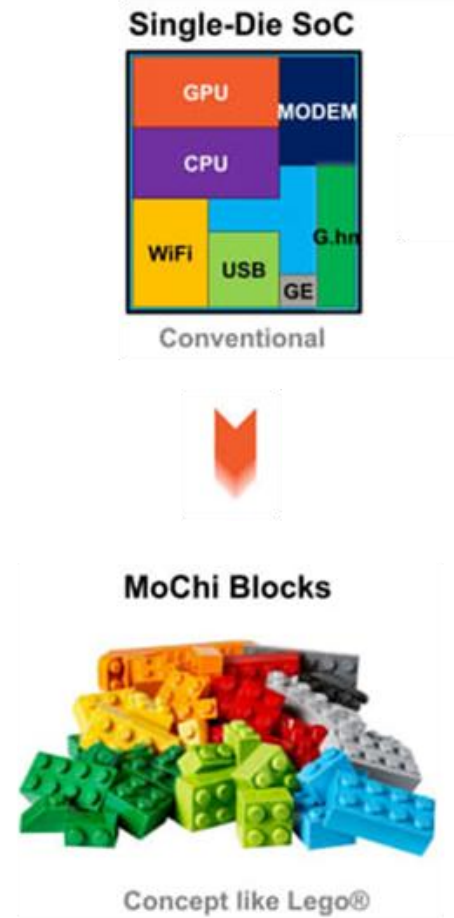 Single-Die SoC
GPU
MODEM
CPU
WiFi
USB
G.hn
GE
Conventional
MoChi Blocks
Concept like Lego®